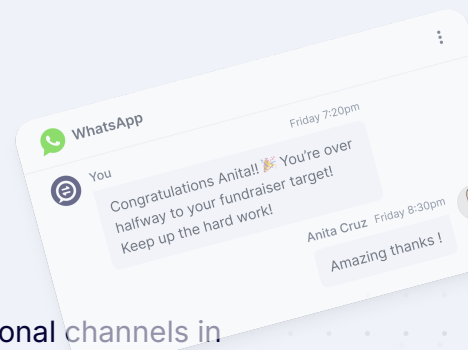 WhatsApp
You
Friday 7:20pm
Congratulations Anita!! 🎉 You're over
halfway to your fundraiser target!
Keep up the hard work!
Anita Cruz Friday 8:30pm
Amazing thanks !
onal channels in